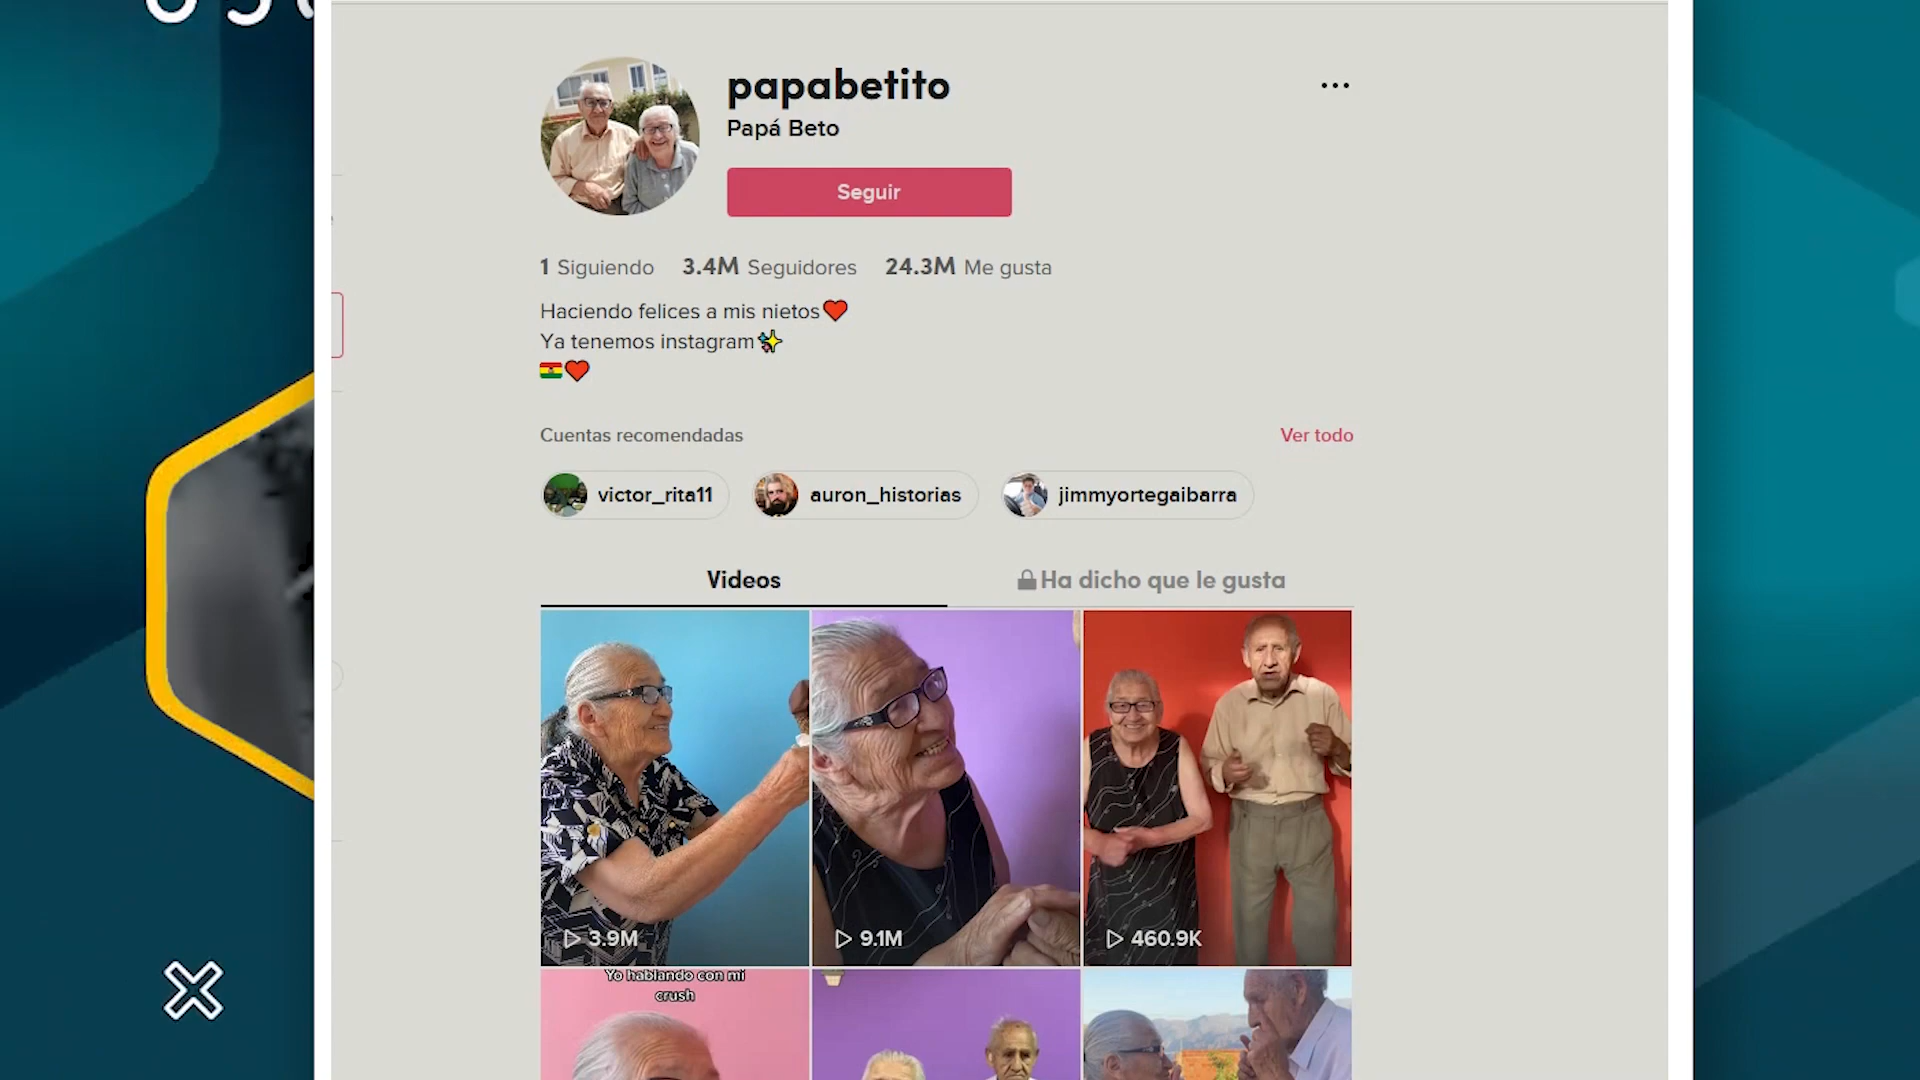 papabetito
Papá Beto
Seguir
1 Siguiendo 3.4M Seguidores 24.3M Me gusta
Haciendo felices a mis nietos❤️
Ya tenemos instagram✨
🇧🇴❤️
Cuentas recomendadas Ver todo
victor_rita11 auron_historias jimmyortegaibarra
Videos Ha dicho que le gusta
3.9M 9.1M 460.9K
Yo hablando con mi
crush